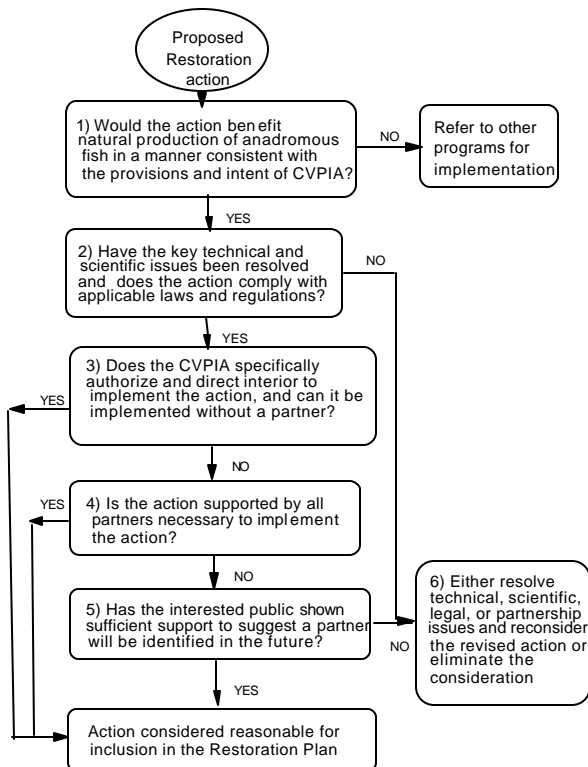 Proposed
Restoration
action
1) Would the action benefit
natural production of anadromous
fish in a manner consistent with
the provisions and intent of CVPIA?
NO
Refer to other
programs for
implementation
YES
2) Have the key technical and
scientific issues been resolved
and does the action comply with
applicable laws and regulations?
NO
YES
3) Does the CVPIA specifically
authorize and direct interior to
implement the action, and can it be
implemented without a partner?
YES
NO
4) Is the action supported by all
partners necessary to implement
the action?
YES
NO
5) Has the interested public shown
sufficient support to suggest a partner
will be identified in the future?
NO
6) Either resolve
technical, scientific,
legal, or partnership
issues and reconsider
the revised action or
eliminate the
consideration
YES
Action considered reasonable for
inclusion in the Restoration Plan